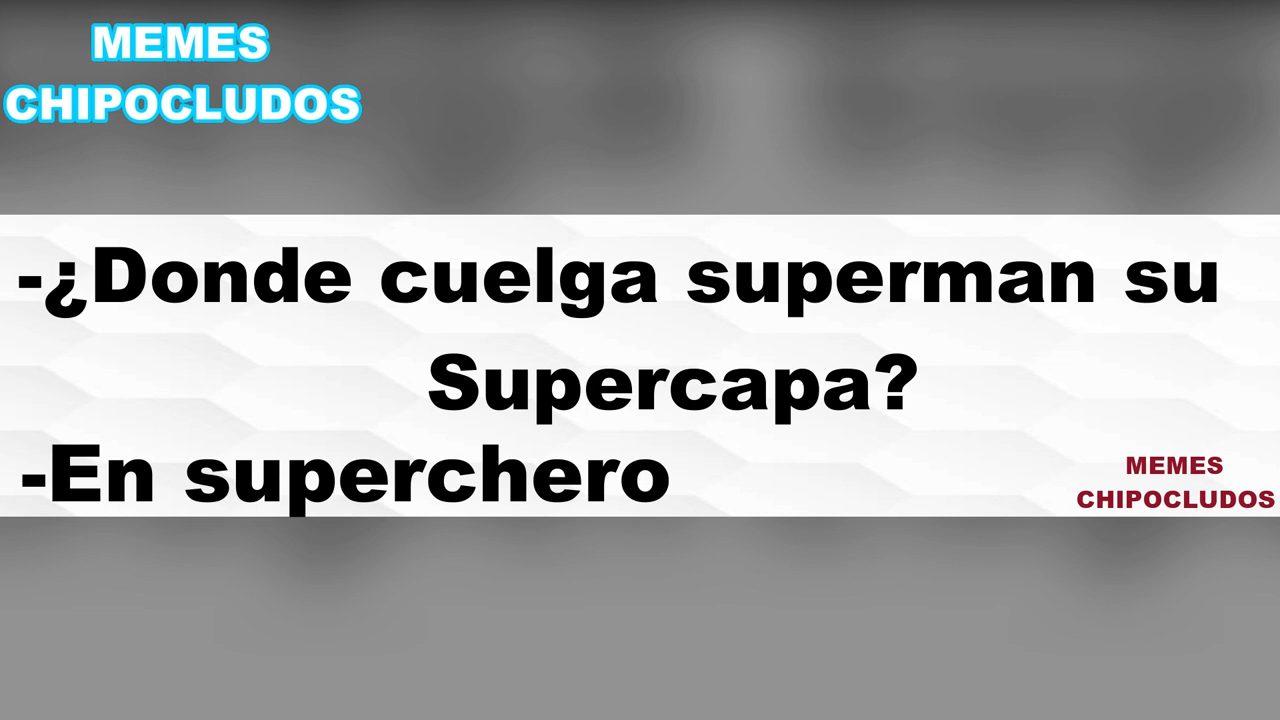 MEMES
CHIPOCLUDOS
-¿Donde cuelga superman su
Supercapa?
-En superchero
MEMES
CHIPOCLUDOS